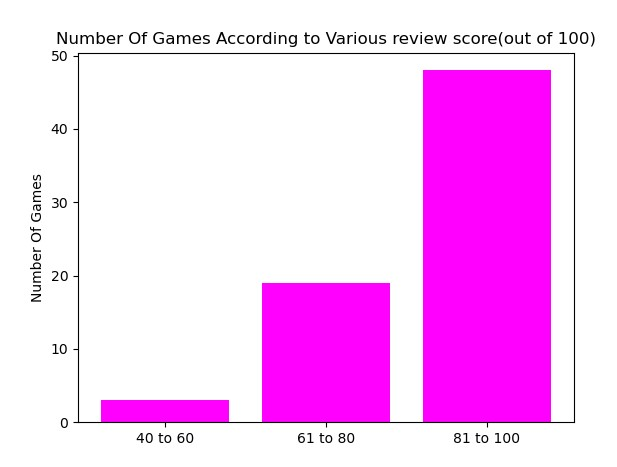 Number Of Games According to Various review score(out of 100)
50
40
30
20
10
0
Number Of Games
40 to 60
61 to 80
81 to 100